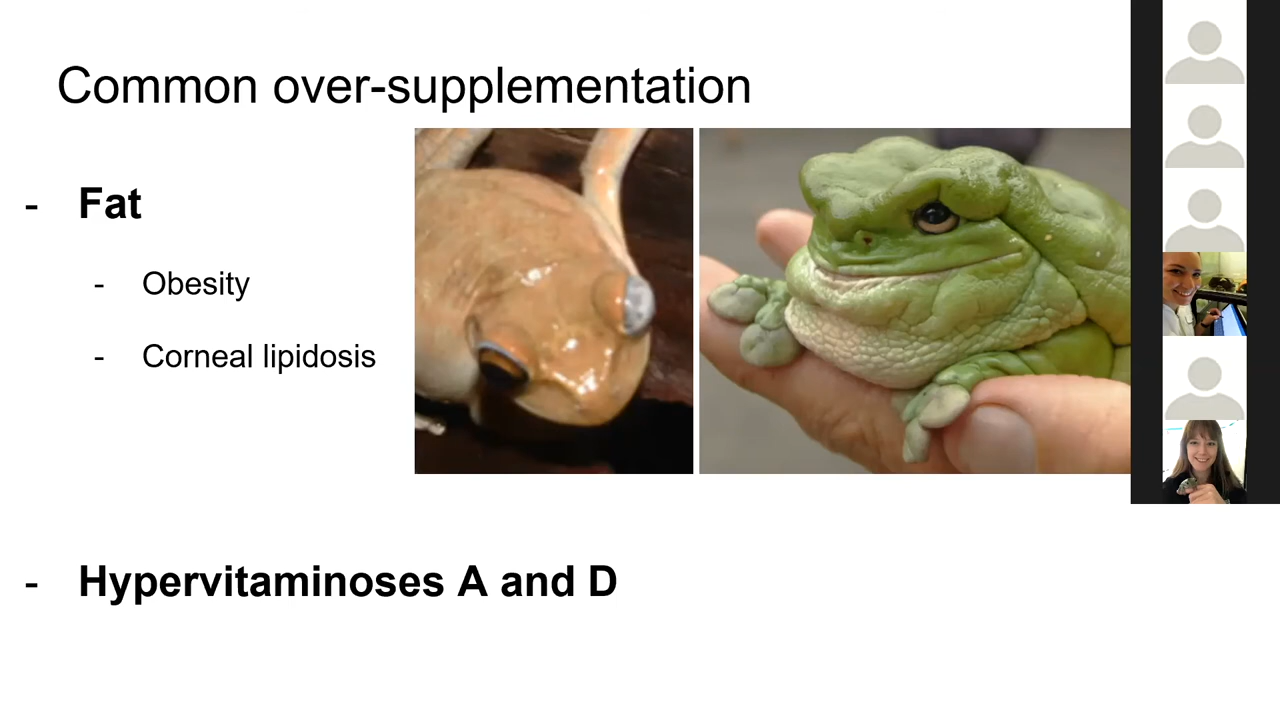 Common over-supplementation
- Fat
- Obesity
- Corneal lipidosis
- Hypervitaminoses A and D